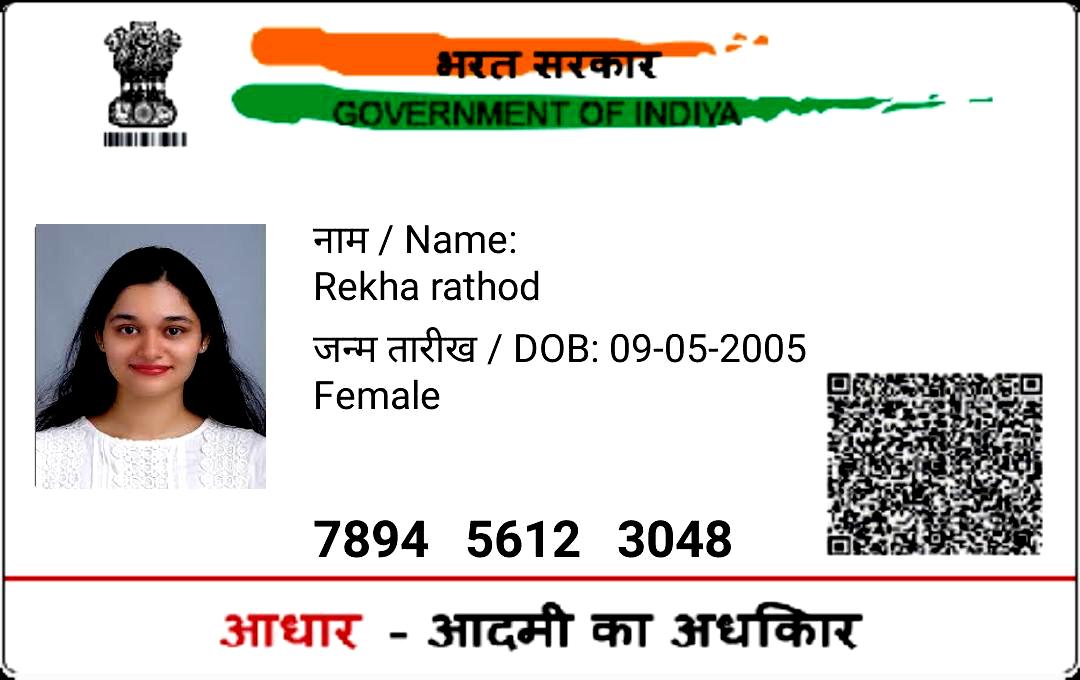 भरत सरकार
GOVERNMENT OF INDIYA
नाम / Name:
Rekha rathod
जन्म तारीख / DOB: 09-05-2005
Female
7894 5612 3048
आधार - आदमी का अधकिार